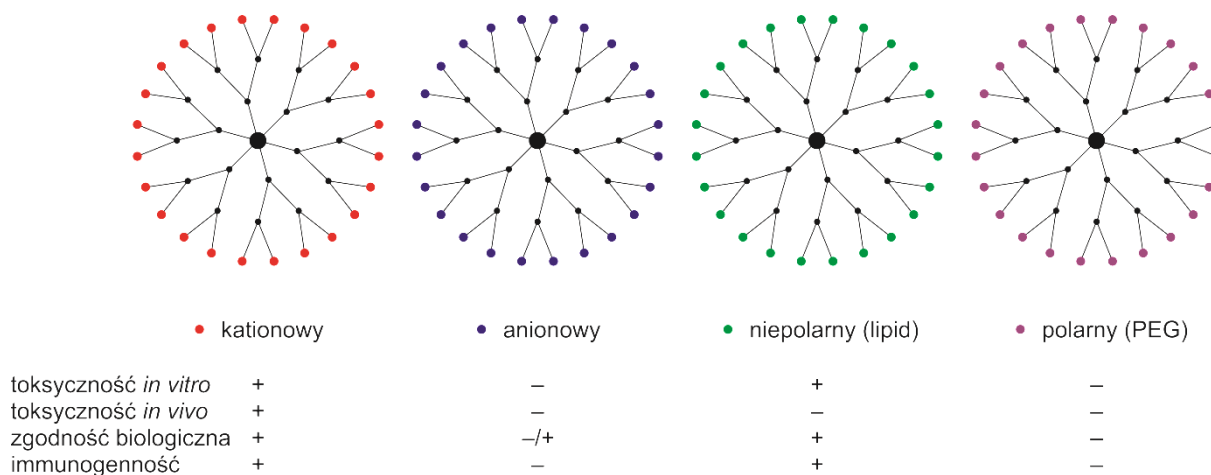 kationowy anionowy niepolarny (lipid) polarny (PEG)
toksyczność in vitro + – + –
toksyczność in vivo + – – –
zgodność biologiczna + –/+ + –
immunogenność + – + –